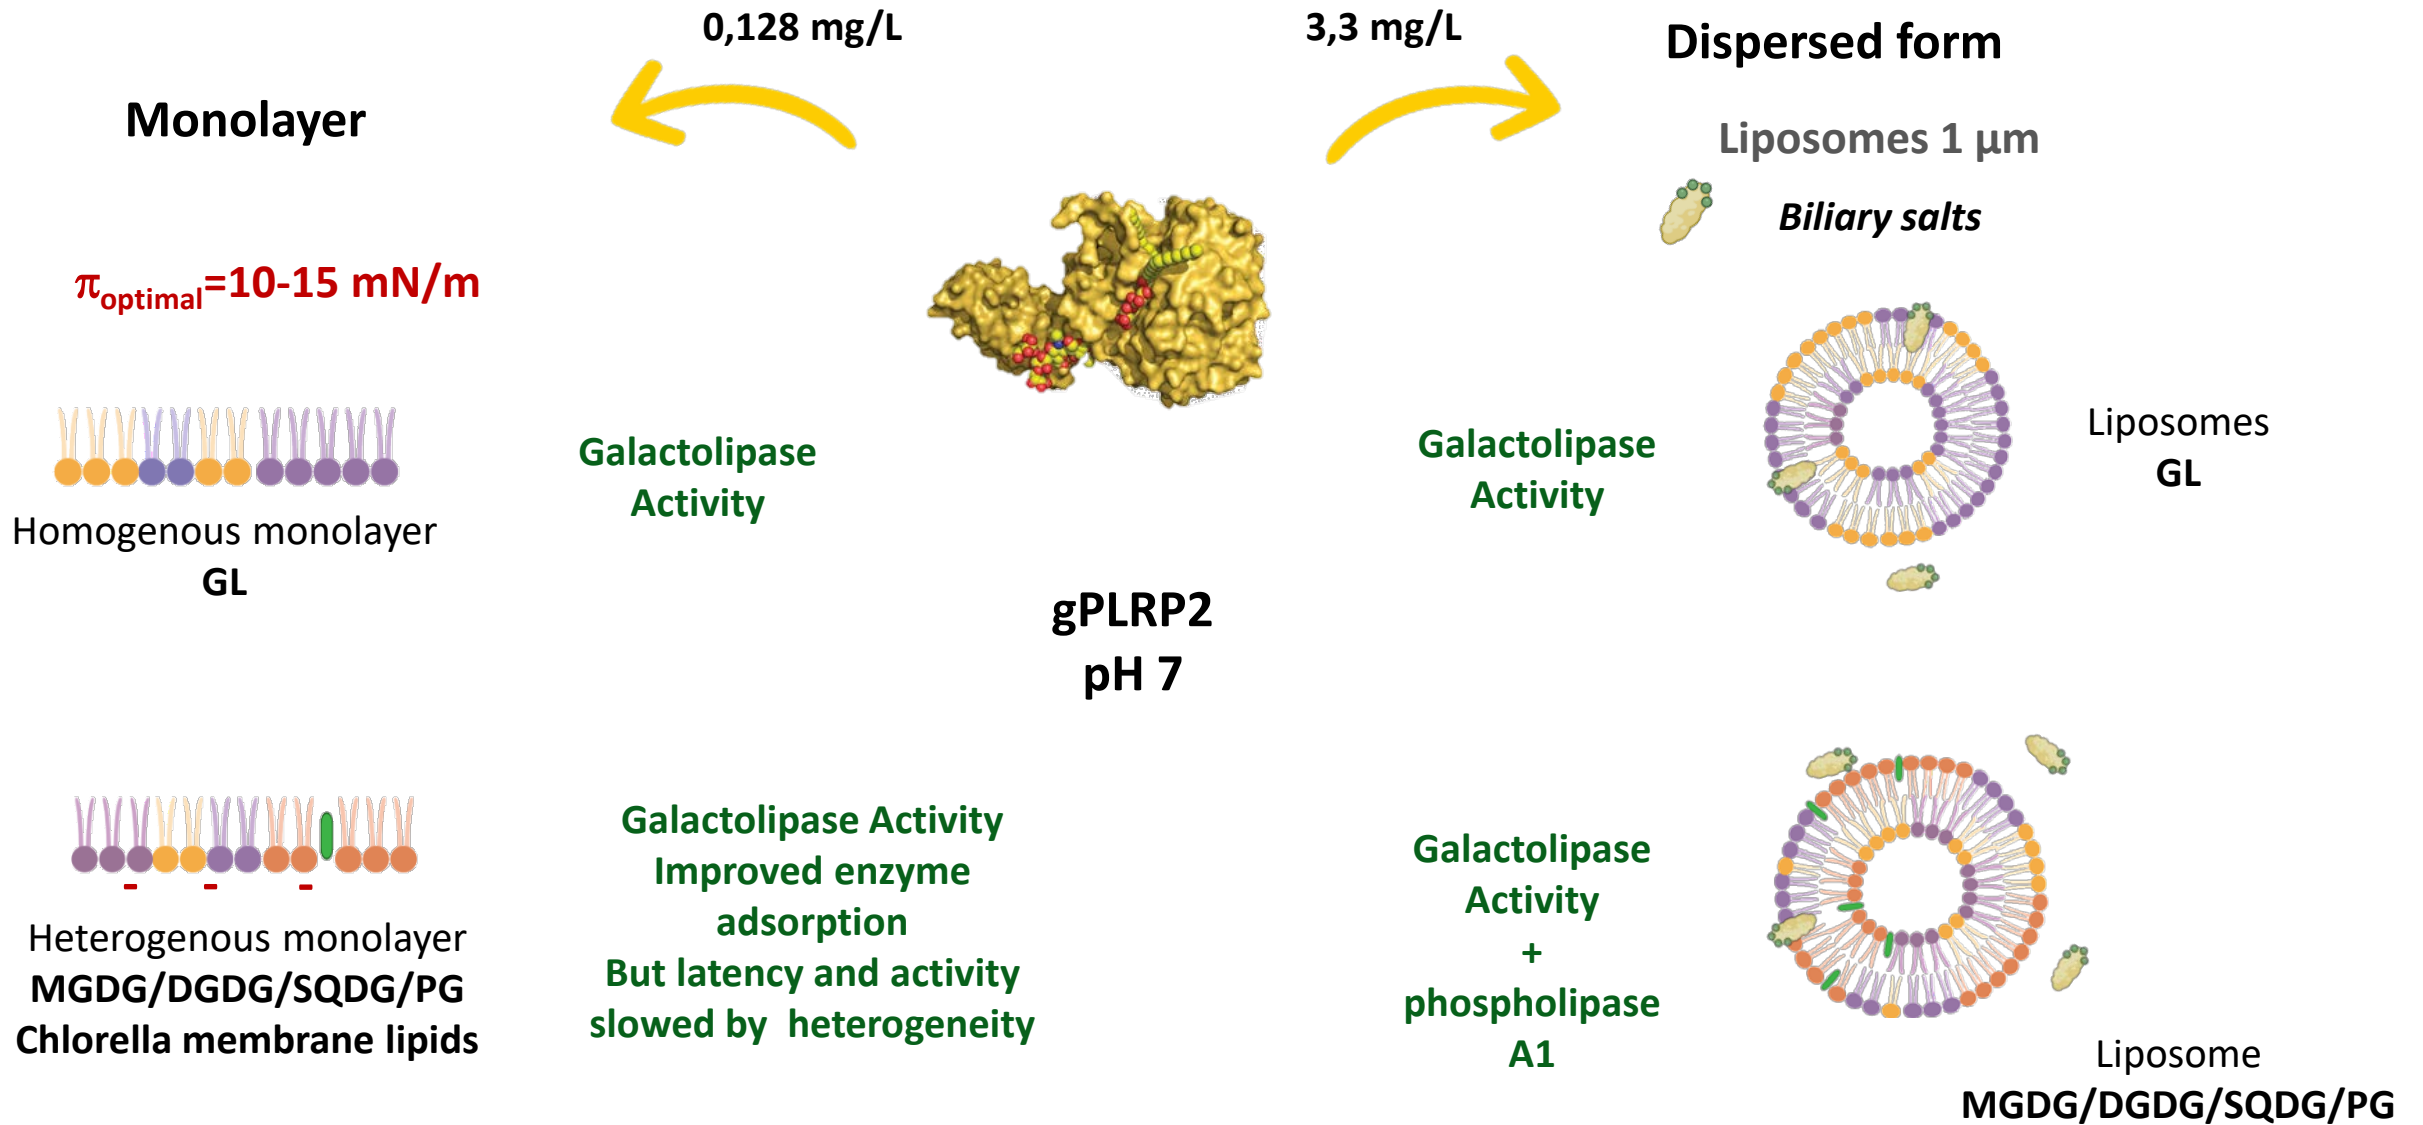 0,128 mg/L
3,3 mg/L
Dispersed form
Monolayer
Liposomes 1 µm
Biliary salts
πoptimal=10-15 mN/m
Galactolipase
Activity
Galactolipase
Activity
Liposomes
GL
Homogenous monolayer
GL
gPLRP2
pH 7
Galactolipase Activity
Improved enzyme
adsorption
But latency and activity
slowed by heterogeneity
Galactolipase
Activity
+
phospholipase
A1
- - -
Heterogenous monolayer
MGDG/DGDG/SQDG/PG
Chlorella membrane lipids
Liposome
MGDG/DGDG/SQDG/PG